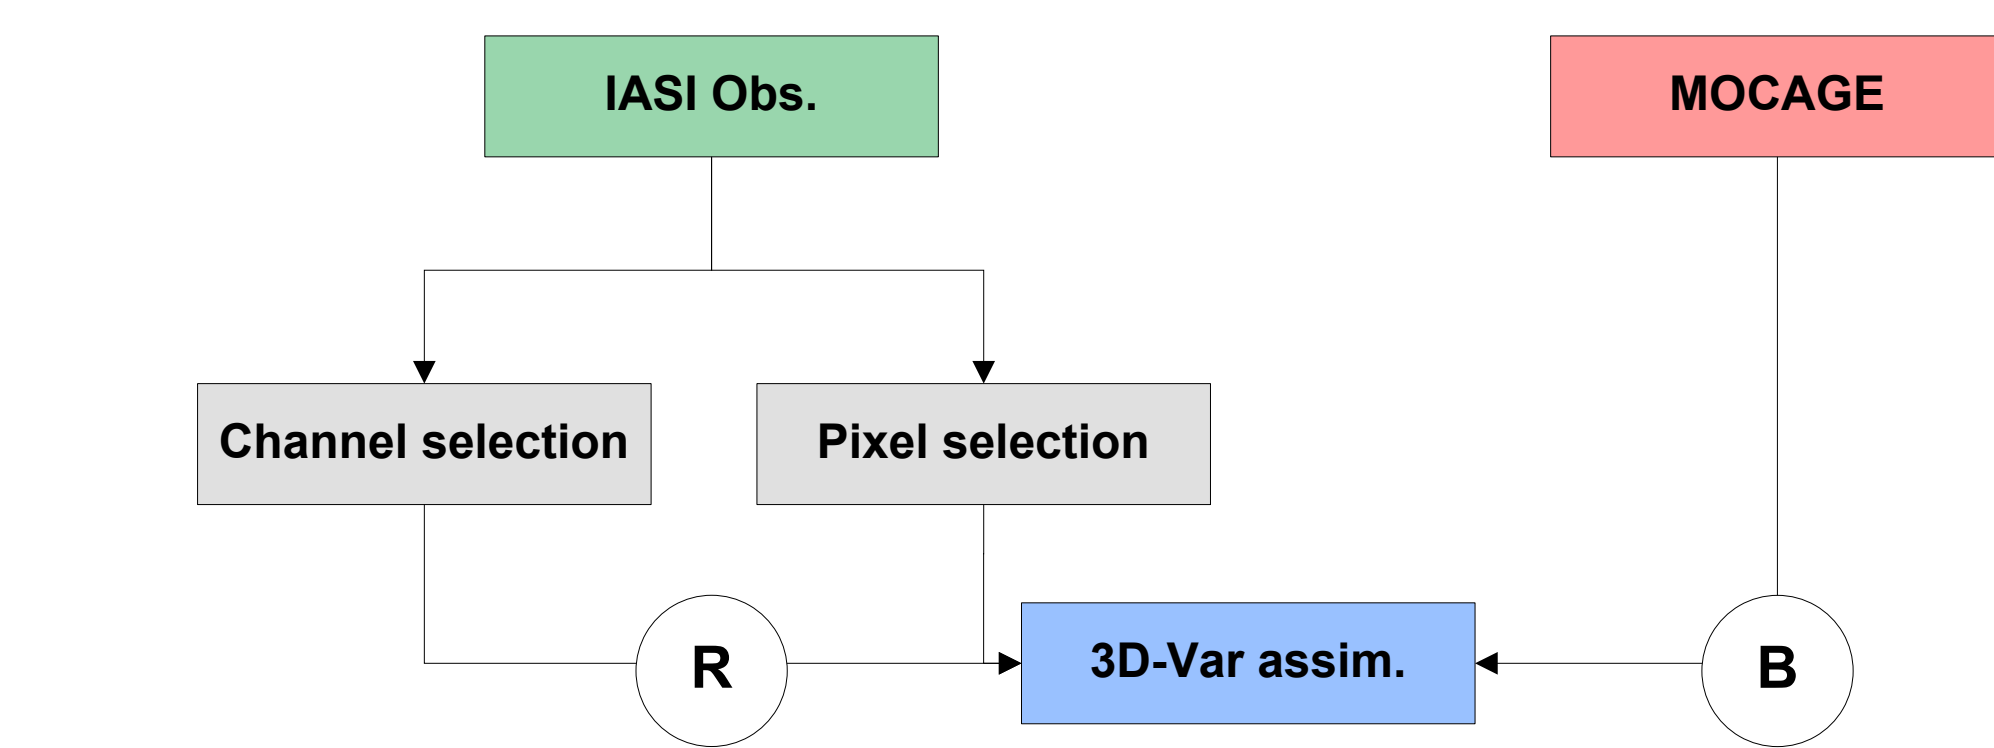 IASI Obs.
MOCAGE
Channel selection
Pixel selection
R
3D-Var assim.
B